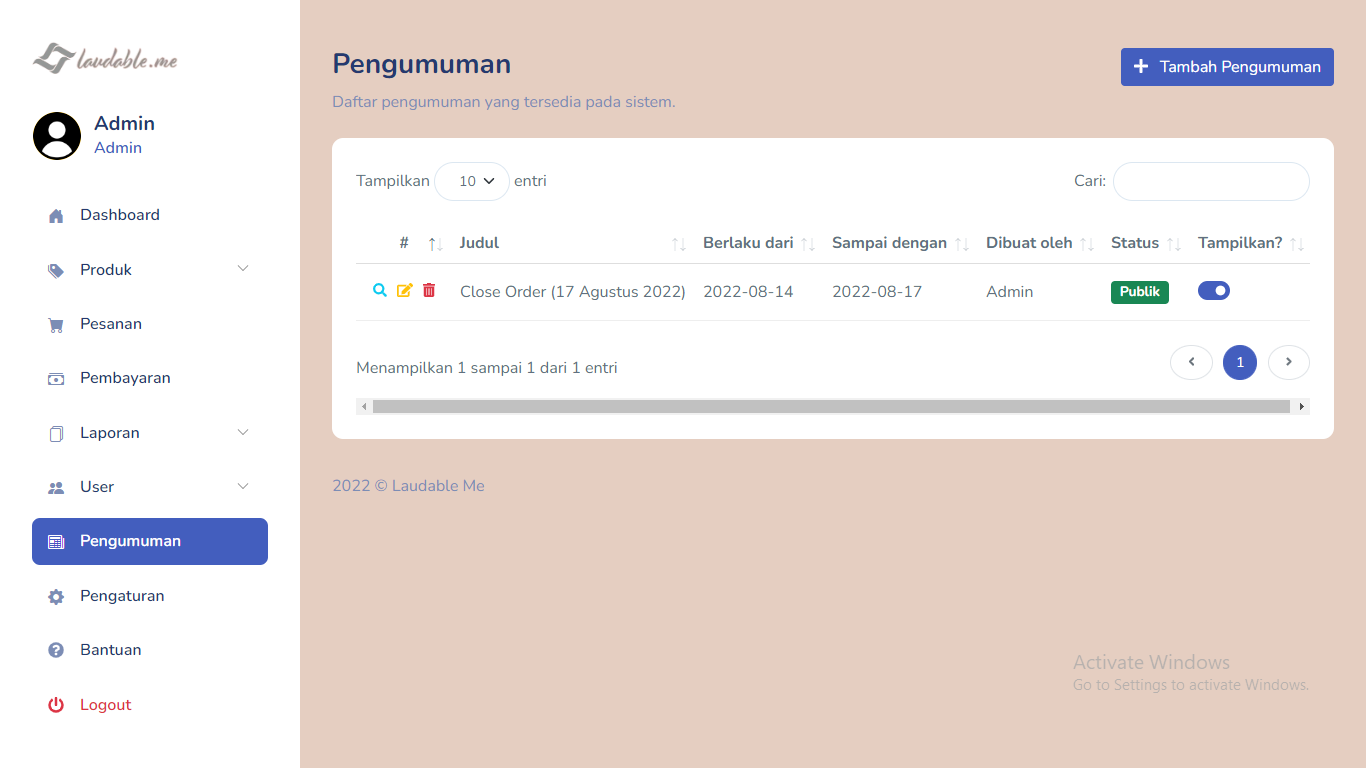 laudable.me
Admin
Admin
Dashboard
Produk
Pesanan
Pembayaran
Laporan
User
Pengumuman
Pengaturan
Bantuan
Logout
Pengumuman
Daftar pengumuman yang tersedia pada sistem.
+ Tambah Pengumuman
Tampilkan 10 entri
Cari:
# Judul Berlaku dari Sampai dengan Dibuat oleh Status Tampilkan?
Close Order (17 Agustus 2022) 2022-08-14 2022-08-17 Admin Publik
Menampilkan 1 sampai 1 dari 1 entri
1
2022 © Laudable Me
Activate Windows
Go to Settings to activate Windows.